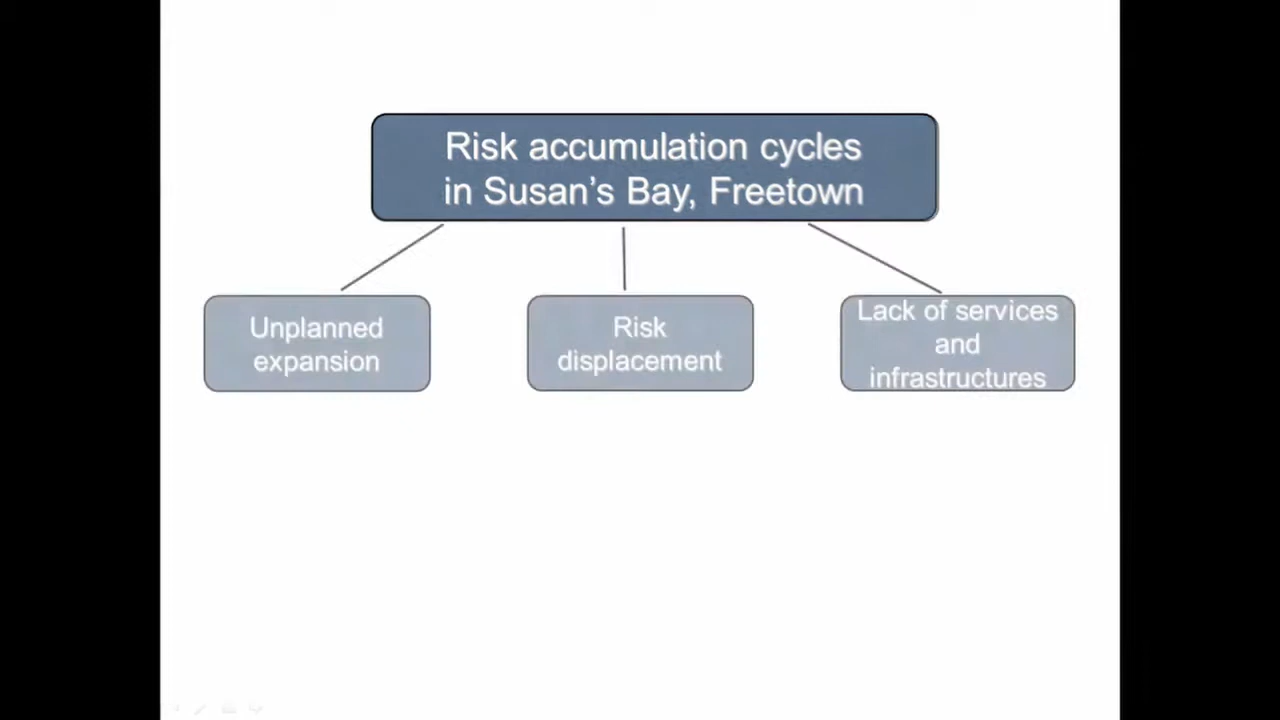 Risk accumulation cycles
in Susan's Bay, Freetown
Unplanned
expansion
Risk
displacement
Lack of services
and
infrastructures